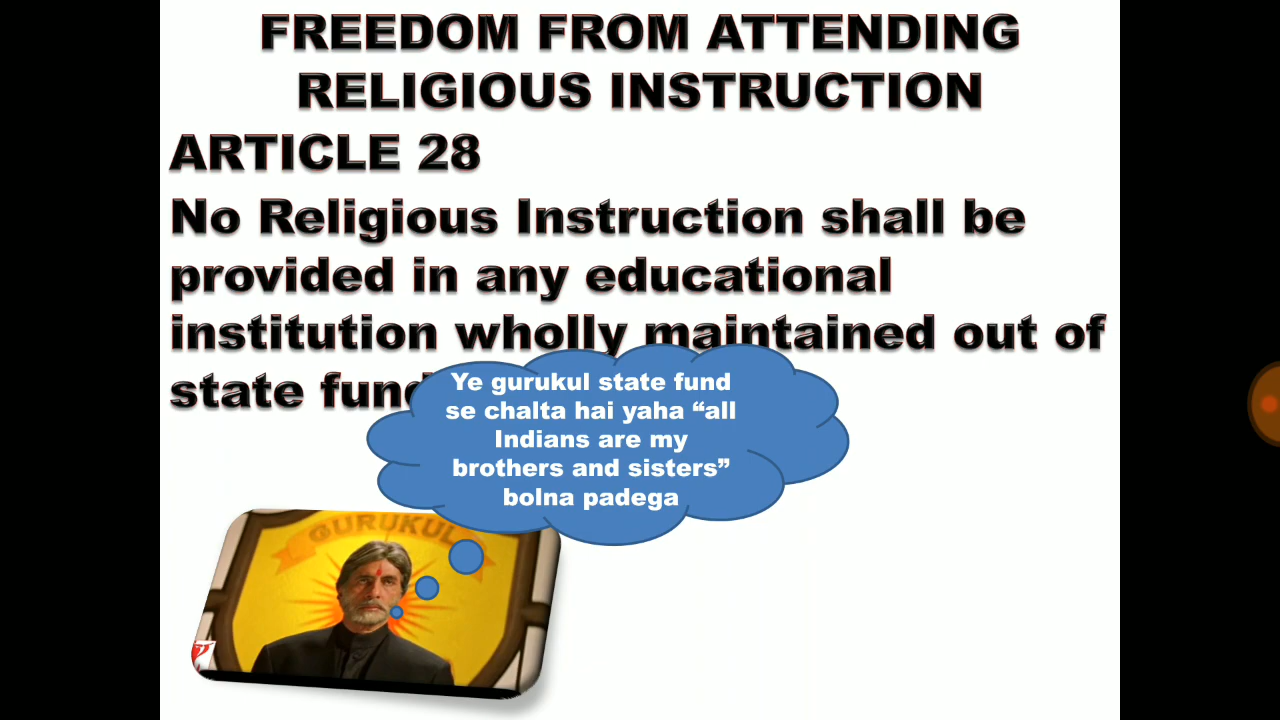 FREEDOM FROM ATTENDING
RELIGIOUS INSTRUCTION
ARTICLE 28
No Religious Instruction shall be
provided in any educational
institution wholly maintained out of
state
Ye gurukul state fund
se chalta hai yaha “all
Indians are my
brothers and sisters”
bolna padega
GURUKUL